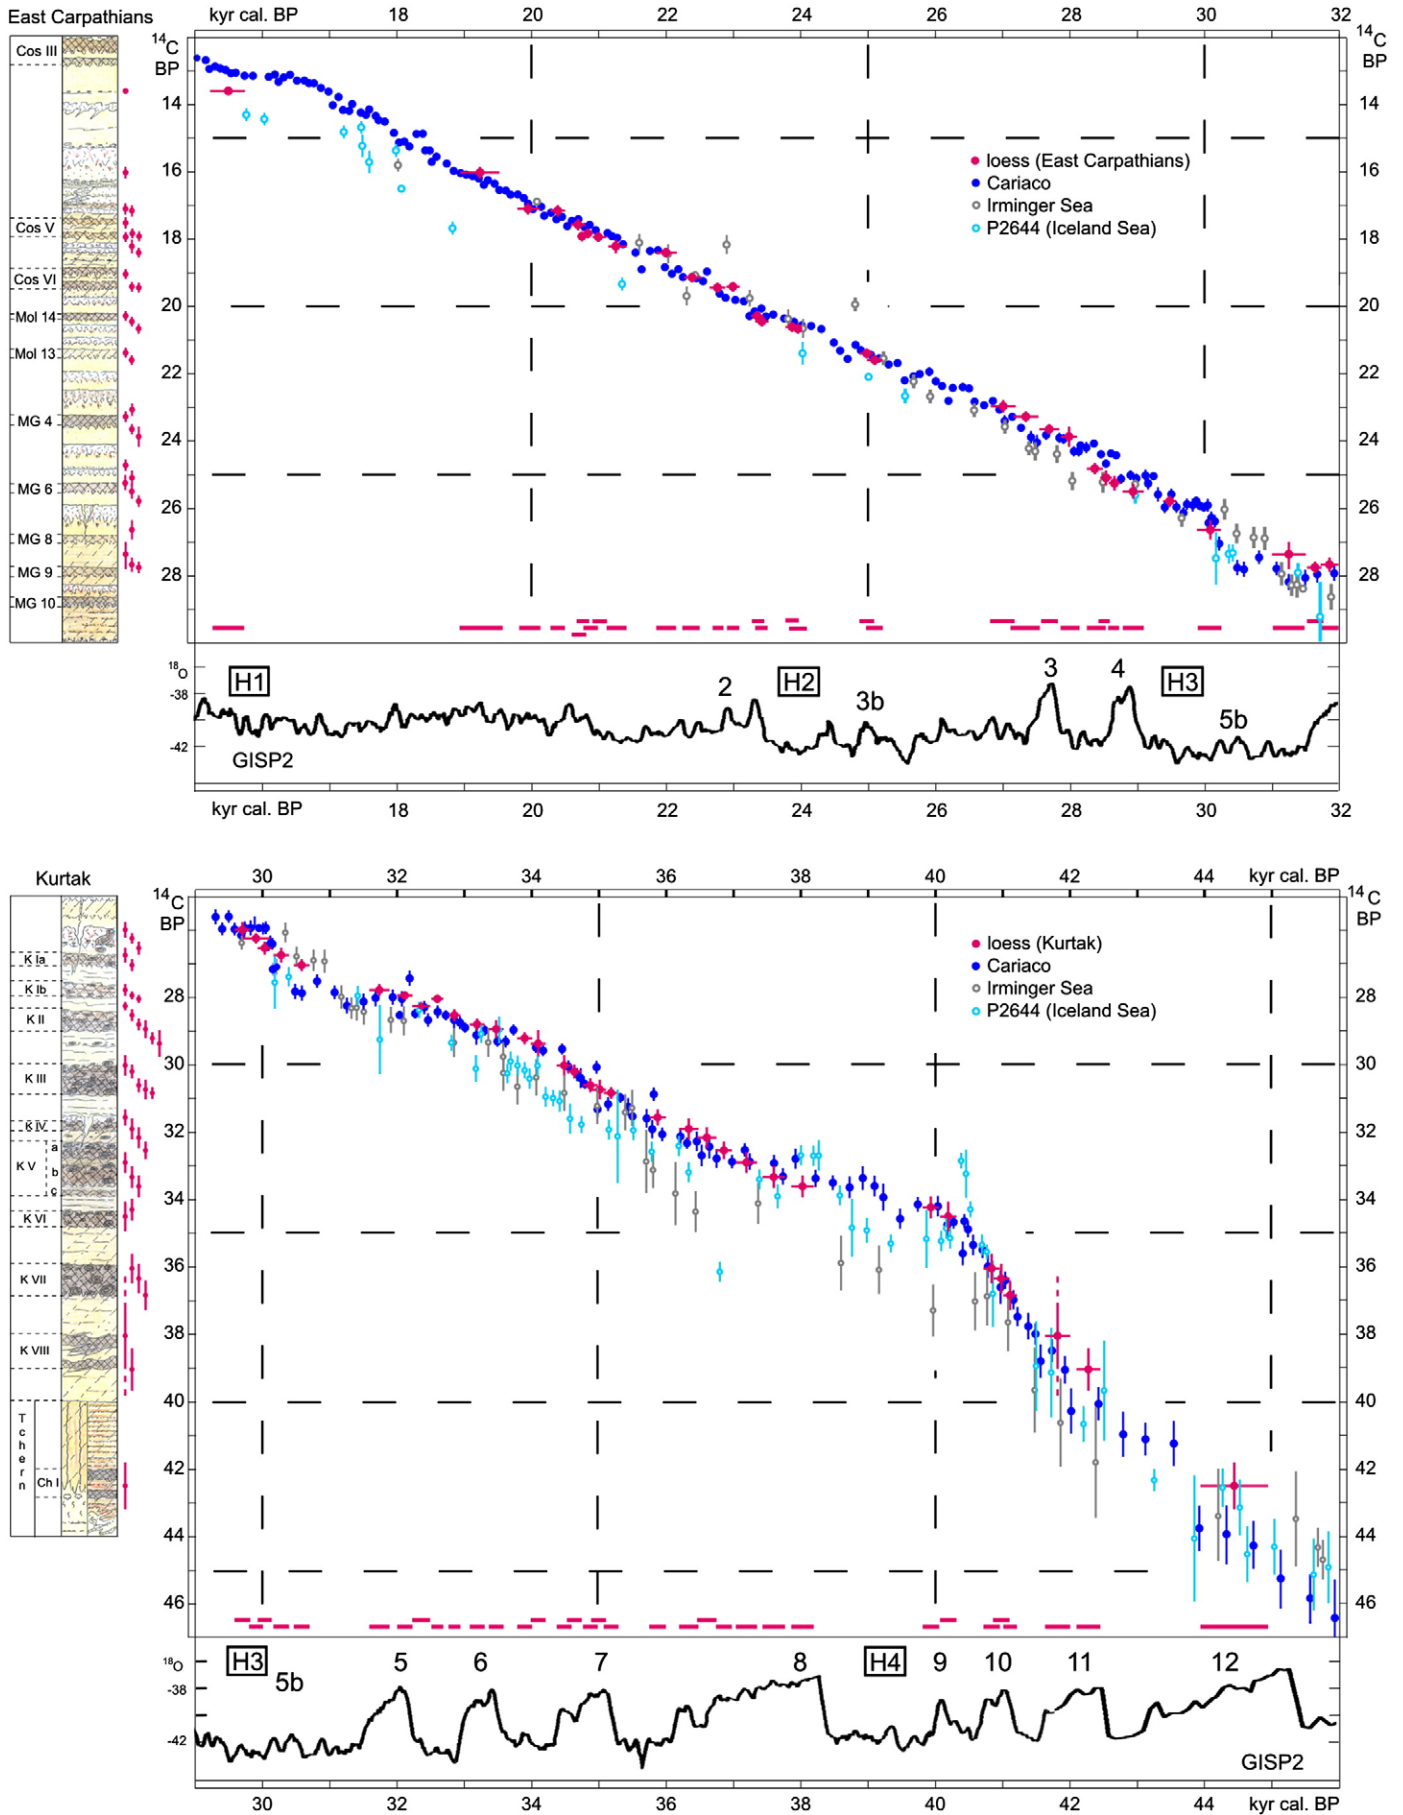 East Carpathians
kyr cal. BP 18 20 22 24 26 28 30 32
14C BP
14C BP
Cos III
Cos V
Cos VI
Mol 14
Mol 13
MG 4
MG 6
MG 8
MG 9
MG 10
14
16
18
20
22
24
26
28
loess (East Carpathians)
Cariaco
Irminger Sea
P2644 (Iceland Sea)
14
16
18
20
22
24
26
28
18O
-38
-42
H1 2 H2 3b 3 4 H3 5b
GISP2
kyr cal. BP 18 20 22 24 26 28 30 32
Kurtak
30 32 34 36 38 40 42 44 kyr cal. BP
14C BP
14C BP
K Ia
K Ib
K II
K III
K IV
K V
a
b
c
K VI
K VII
K VIII
Tchern
Ch I
28
30
32
34
36
38
40
42
44
46
loess (Kurtak)
Cariaco
Irminger Sea
P2644 (Iceland Sea)
28
30
32
34
36
38
40
42
44
46
18O
-38
-42
H3 5b 5 6 7 8 H4 9 10 11 12
GISP2
30 32 34 36 38 40 42 44 kyr cal. BP